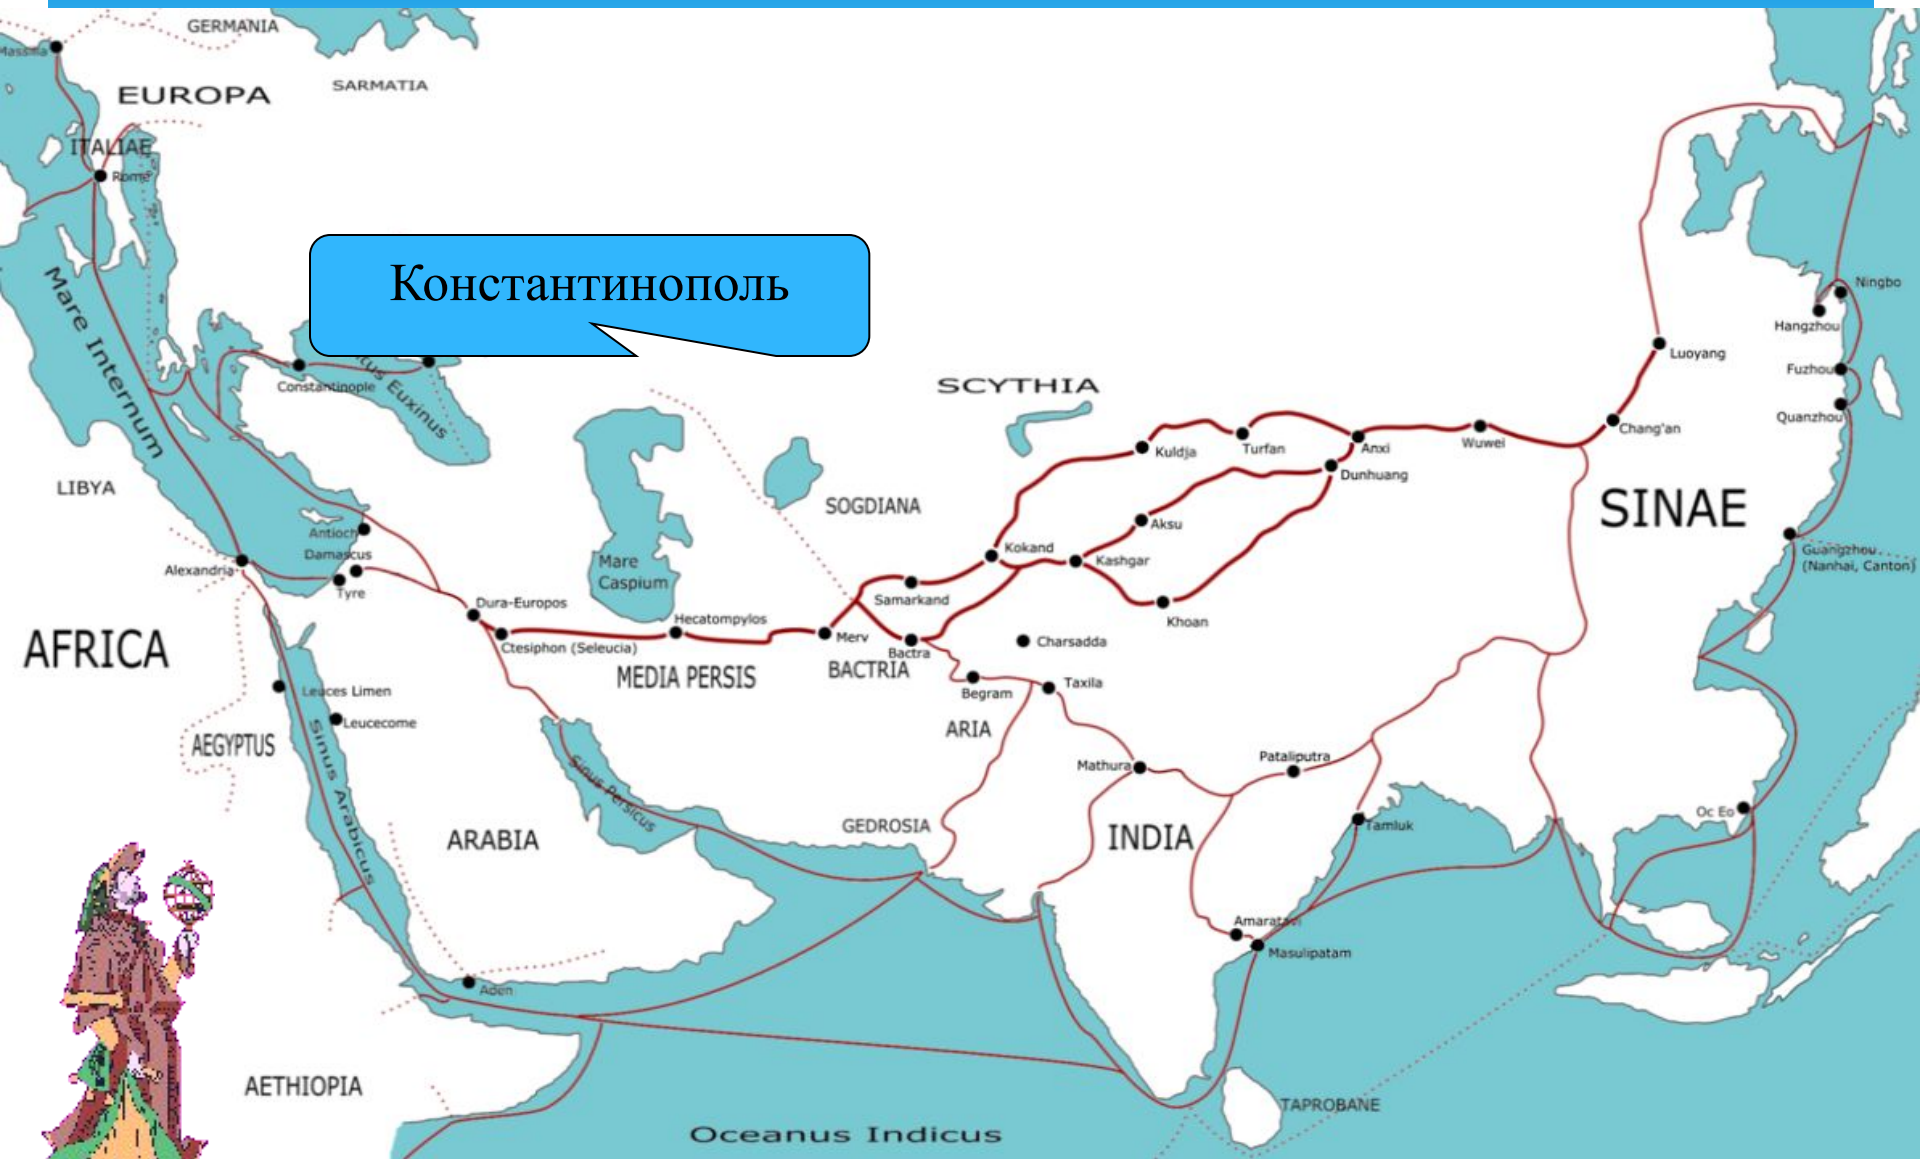 GERMANIA
Massilia
SARMATIA
EUROPA
ITALIAE
Rome
Константинополь
Mare Internum
Constantinople
Euxinus
SCYTHIA
Ningbo
Hangzhou
Luoyang
Fuzhou
Quanzhou
Chang'an
Kuldja
Turfan
Anxi
Wuwei
Dunhuang
LIBYA
SOGDIANA
SINAE
Aksu
Antioch
Damascus
Alexandria
Tyre
Mare
Caspium
Kokand
Kashgar
Guangzhou
(Nanhai, Canton)
Samarkand
Dura-Europos
Hecatompylos
Khoan
Merv
Charsadda
Ctesiphon (Seleucia)
Bactra
AFRICA
MEDIA PERSIS
BACTRIA
Begram
Taxila
Leuces Limen
Leucecome
ARIA
AEGYPTUS
Sinus Arabicus
Sinus Persicus
Mathura
Pataliputra
ARABIA
GEDROSIA
INDIA
Tamluk
Oc Eo
Amaratavi
Masulipatam
Aden
AETHIOPIA
TAPROBANE
Oceanus Indicus